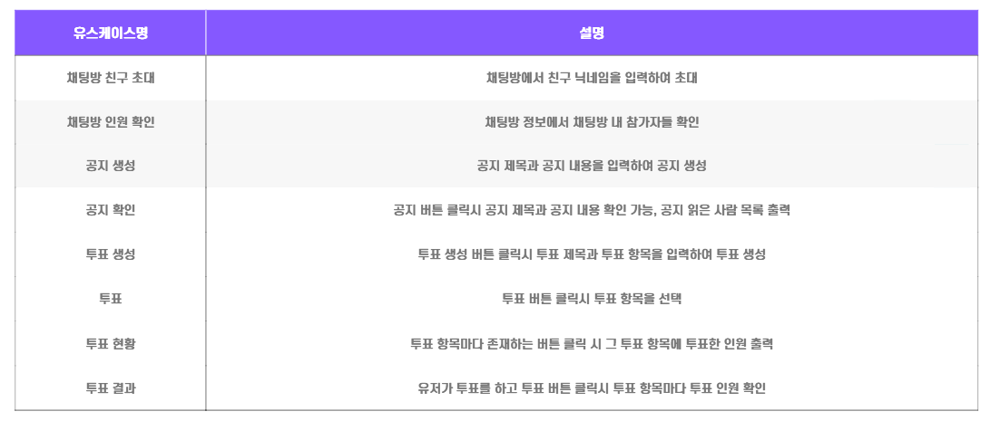 유스케이스명 설명
채팅방 친구 초대 채팅방에서 친구 닉네임을 입력하여 초대
채팅방 인원 확인 채팅방 정보에서 채팅방 내 참가자들 확인
공지 생성 공지 제목과 공지 내용을 입력하여 공지 생성
공지 확인 공지 버튼 클릭시 공지 제목과 공지 내용 확인 가능, 공지 읽은 사람 목록 출력
투표 생성 투표 생성 버튼 클릭시 투표 제목과 투표 항목을 입력하여 투표 생성
투표 투표 버튼 클릭시 투표 항목을 선택
투표 현황 투표 항목마다 존재하는 버튼 클릭 시 그 투표 항목에 투표한 인원 출력
투표 결과 유저가 투표를 하고 투표 버튼 클릭시 투표 항목마다 투표 인원 확인